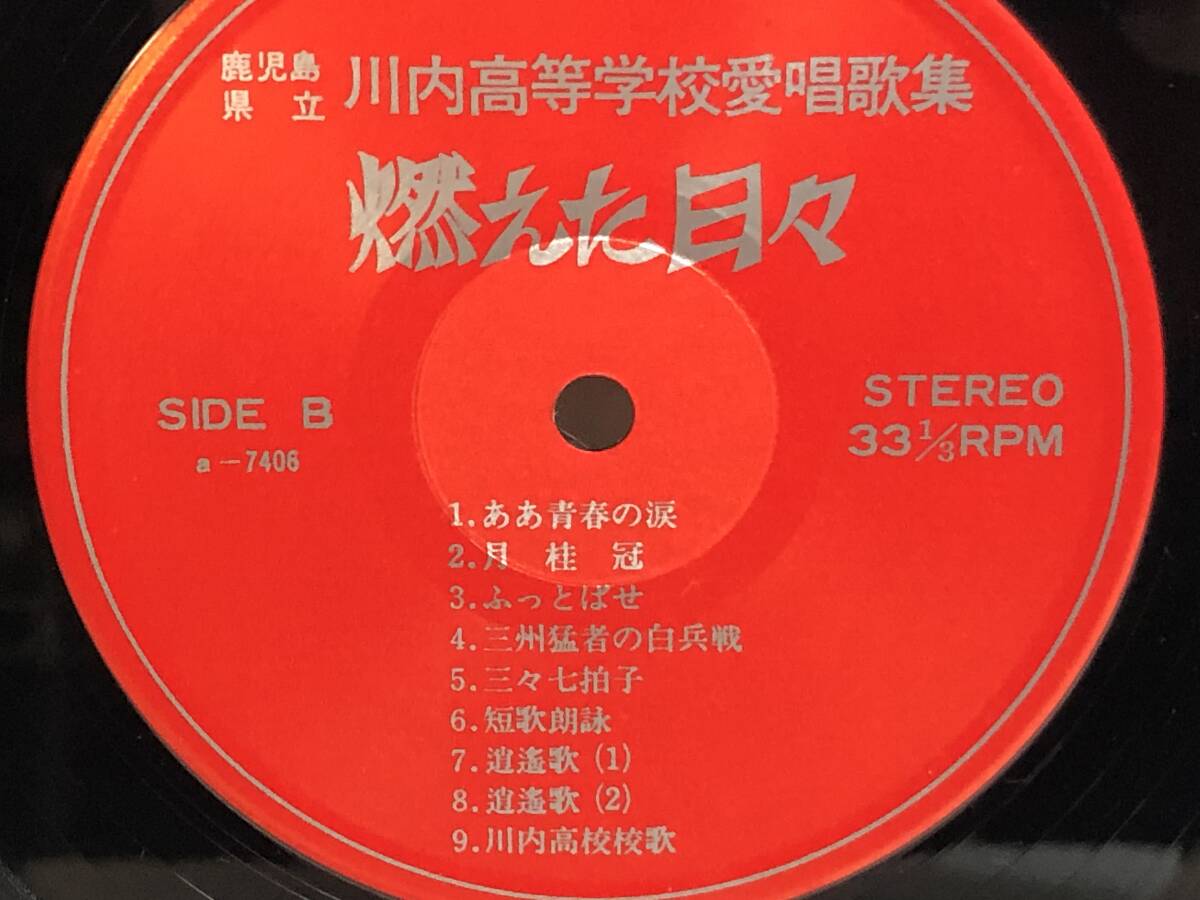 鹿児島県立 川内高等学校愛唱歌集
燃えた日々
SIDE B
a-7406
STEREO
33 1/3 RPM
1.ああ青春の涙
2.月桂冠
3.ふっとばせ
4.三州猛者の白兵戦
5.三々七拍子
6.短歌朗詠
7.逍遙歌 (1)
8.逍遙歌 (2)
9.川内高校校歌